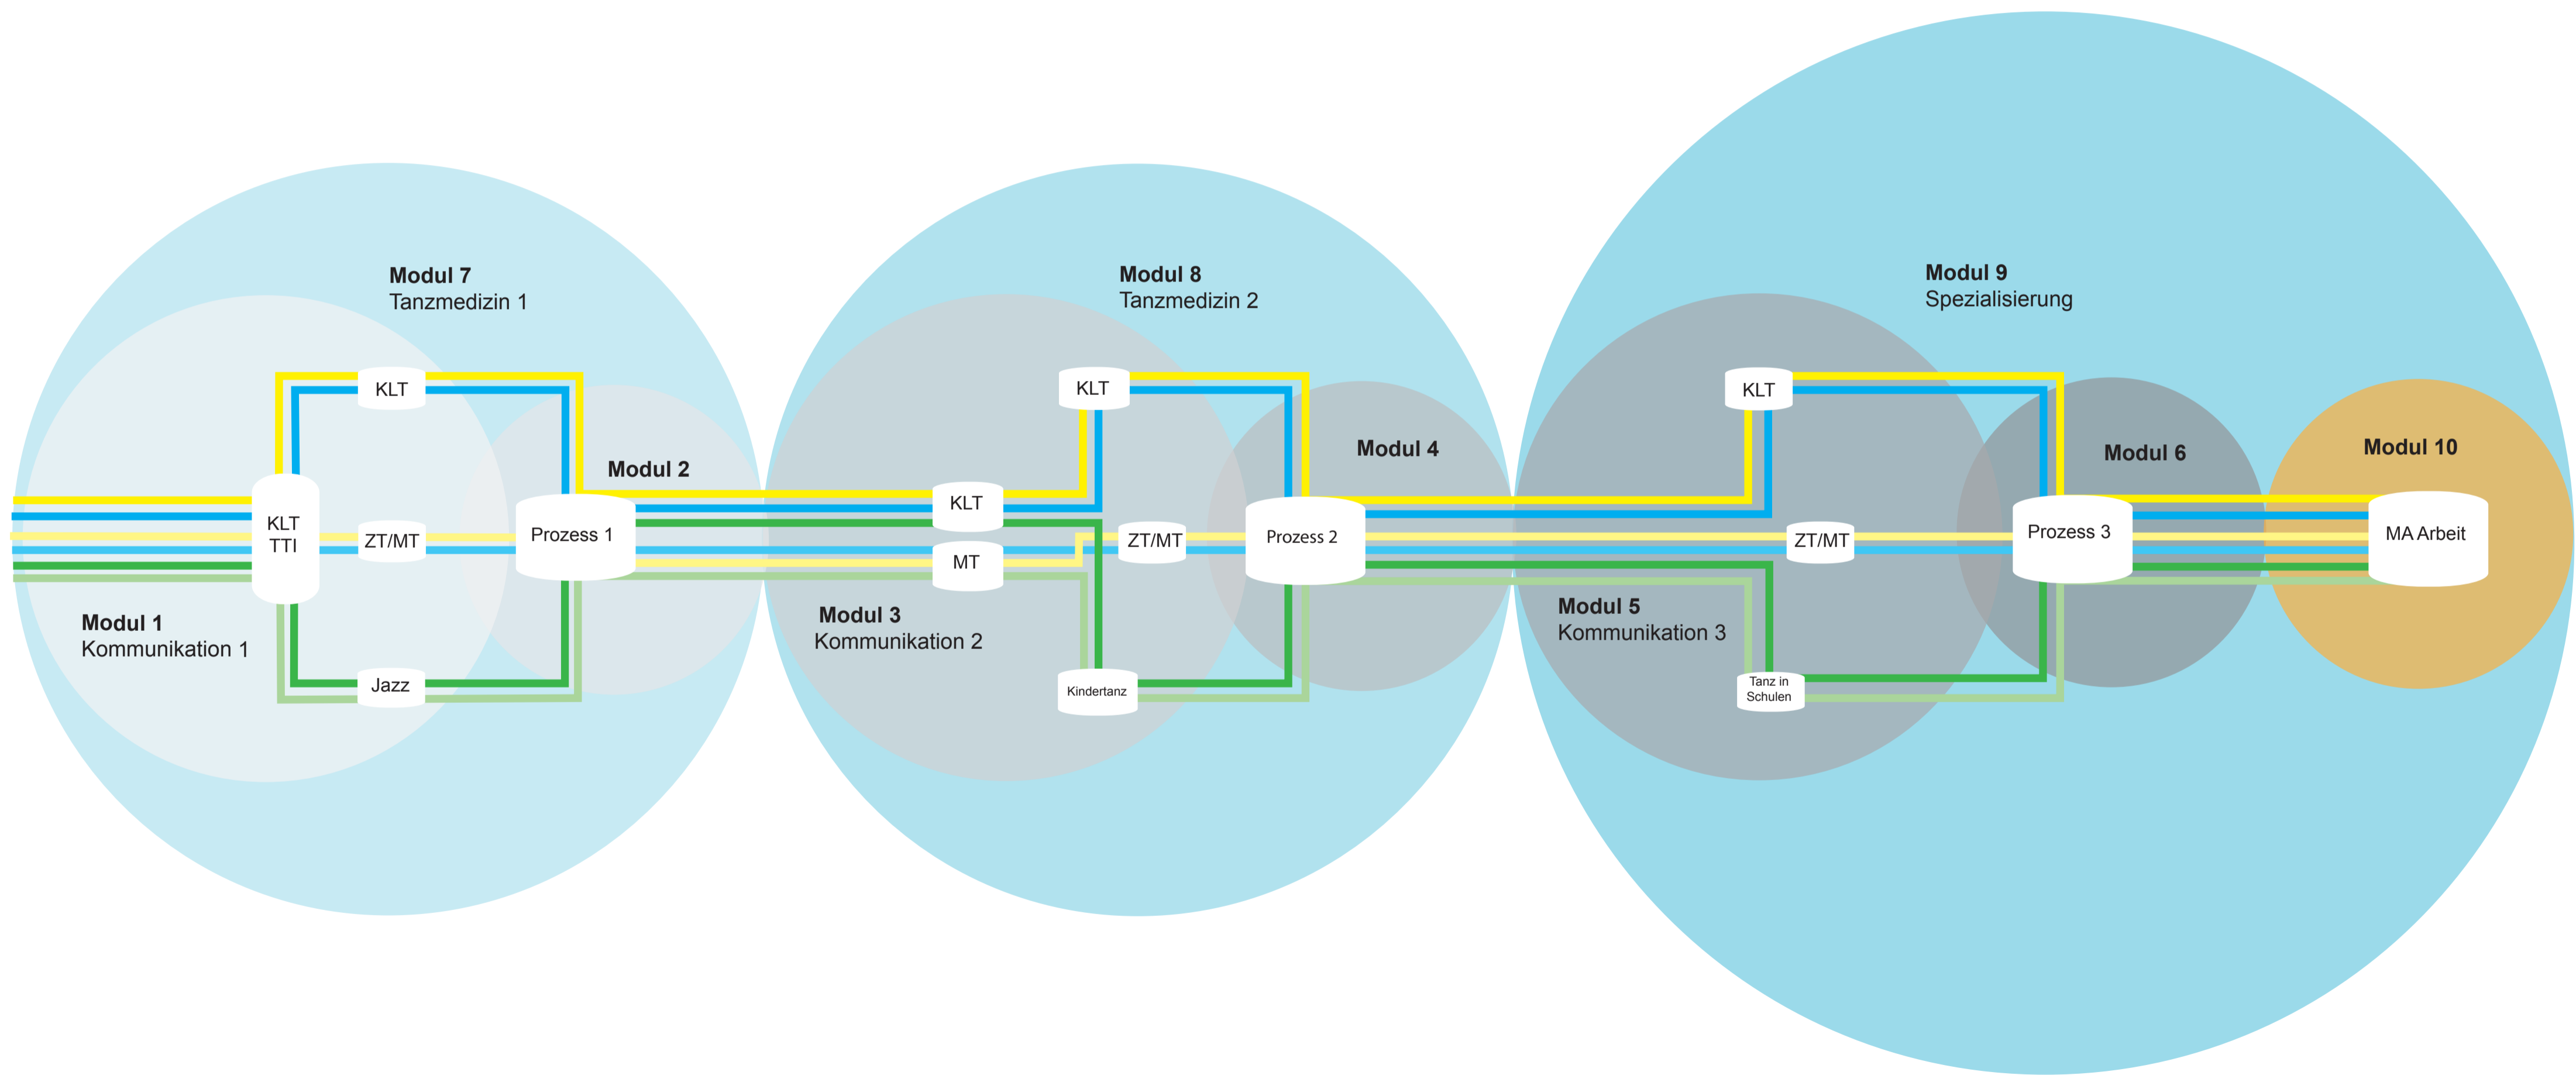 Modul 7
Tanzmedizin 1
KLT
Modul 2
KLT
TTI
ZT/MT
Prozess 1
Modul 1
Kommunikation 1
Jazz
Modul 8
Tanzmedizin 2
KLT
Modul 4
KLT
MT
ZT/MT
Prozess 2
Modul 3
Kommunikation 2
Kindertanz
Modul 9
Spezialisierung
KLT
Modul 6
Modul 10
ZT/MT
Prozess 3
MA Arbeit
Modul 5
Kommunikation 3
Tanz in
Schulen